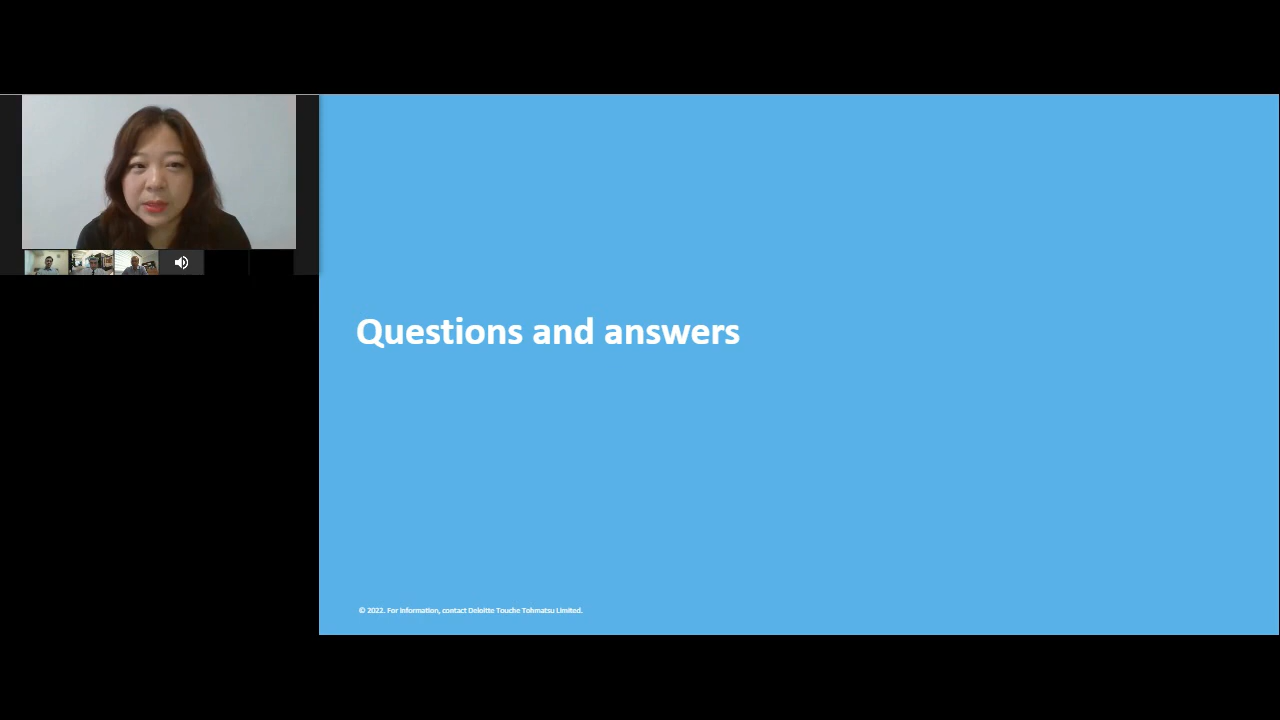 Questions and answers
© 2022. For information, contact Deloitte Touche Tohmatsu Limited.